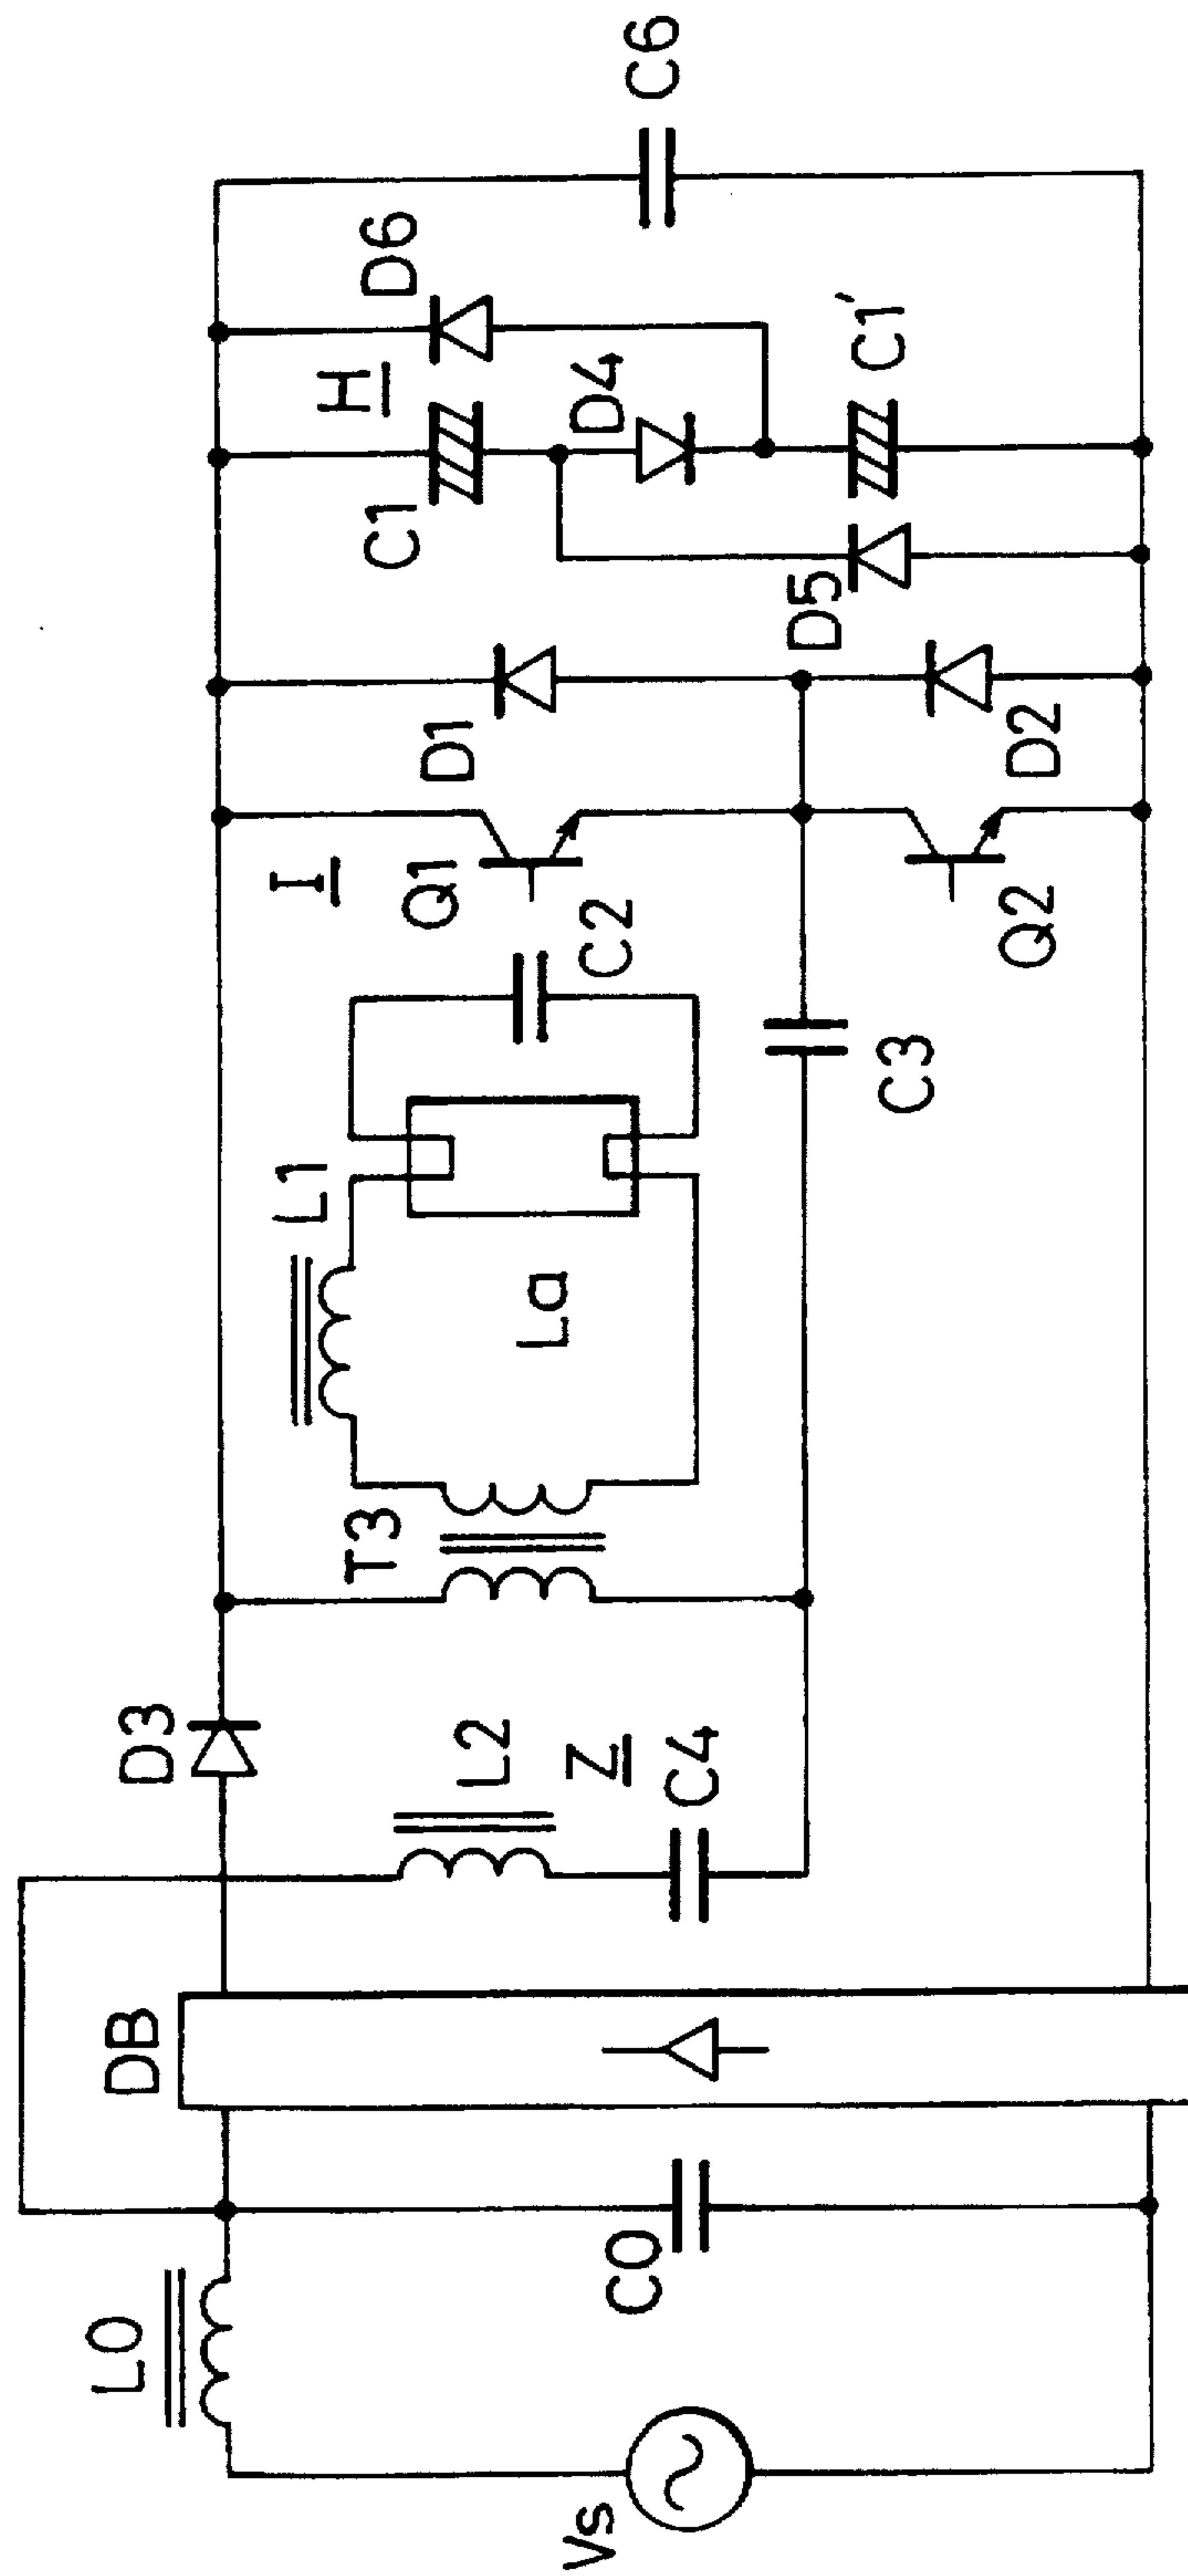 Vs
L0
C0
DB
D3
L2
Z
C4
T3
L1
La
C2
C3
I
Q1
Q2
D1
D2
H
C1
D5
D4
D6
C1′
C6